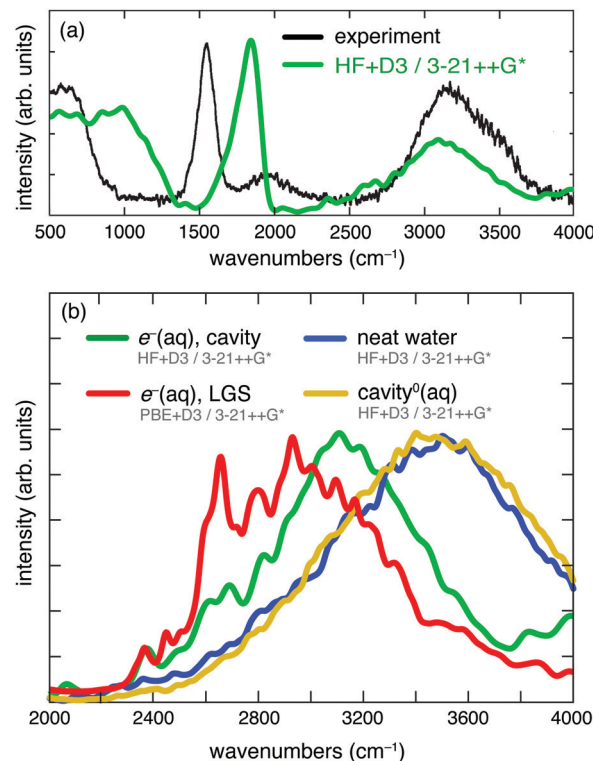 (a)
experiment
HF+D3 / 3-21++G*
intensity (arb. units)
500 1000 1500 2000 2500 3000 3500 4000
wavenumbers (cm⁻¹)
(b)
e⁻(aq), cavity
HF+D3 / 3-21++G*
neat water
HF+D3 / 3-21++G*
e⁻(aq), LGS
PBE+D3 / 3-21++G*
cavity⁰(aq)
HF+D3 / 3-21++G*
intensity (arb. units)
2000 2400 2800 3200 3600 4000
wavenumbers (cm⁻¹)